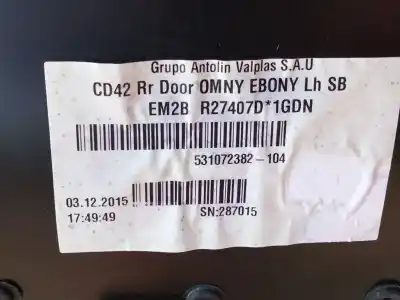 Grupo Antolin Valplas S.A.U
CD42 Rr Door OMNY EBONY Lh SB
EM2B R27407D*1GDN
531072382-104
03.12.2015
17:49:49
SN:287015